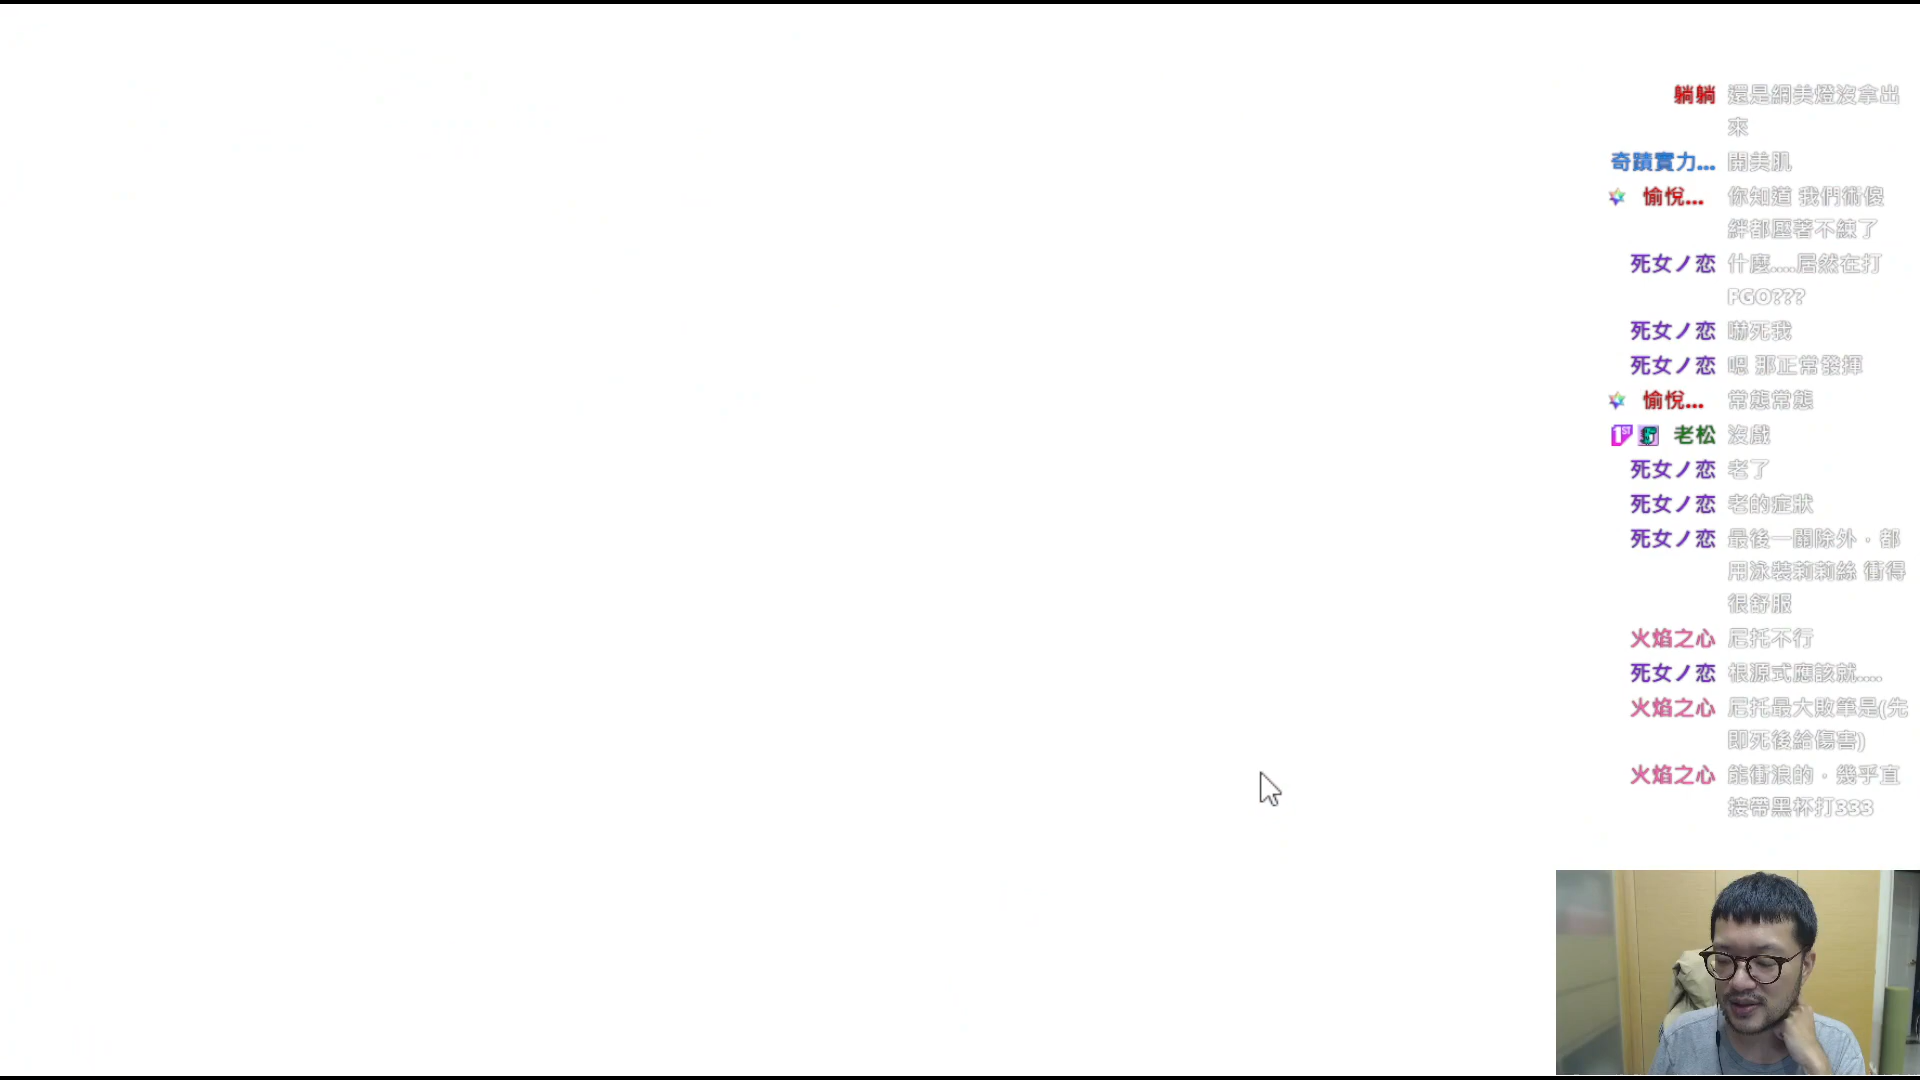 躺躺 還是網美燈沒拿出
來
奇蹟實力... 開美肌
愉悅... 你知道 我們術傻
絆都壓著不練了
死女ノ恋 什麼....居然在打
FGO???
死女ノ恋 嚇死我
死女ノ恋 嗯 那正常發揮
愉悅... 常態常態
1ST 老松 沒戲
死女ノ恋 老了
死女ノ恋 老的症狀
死女ノ恋 最後一關除外,都
用泳裝莉莉絲 衝得
很舒服
火焰之心 尼托不行
死女ノ恋 根源式應該就....
火焰之心 尼托最大敗筆是(先
即死後給傷害)
火焰之心 能衝浪的,幾乎直
接帶黑杯打333